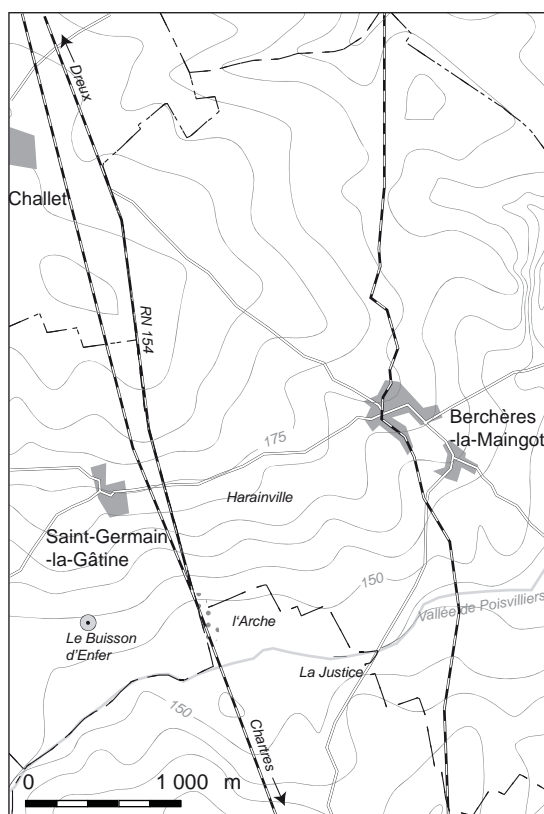 Dreux
Challet
RN 154
Berchères
-la-Maingot
175
Harainville
Saint-Germain
-la-Gâtine
150
Vallée de Poisvilliers
l'Arche
Le Buisson
d'Enfer
La Justice
150
Chartres
0 1 000 m